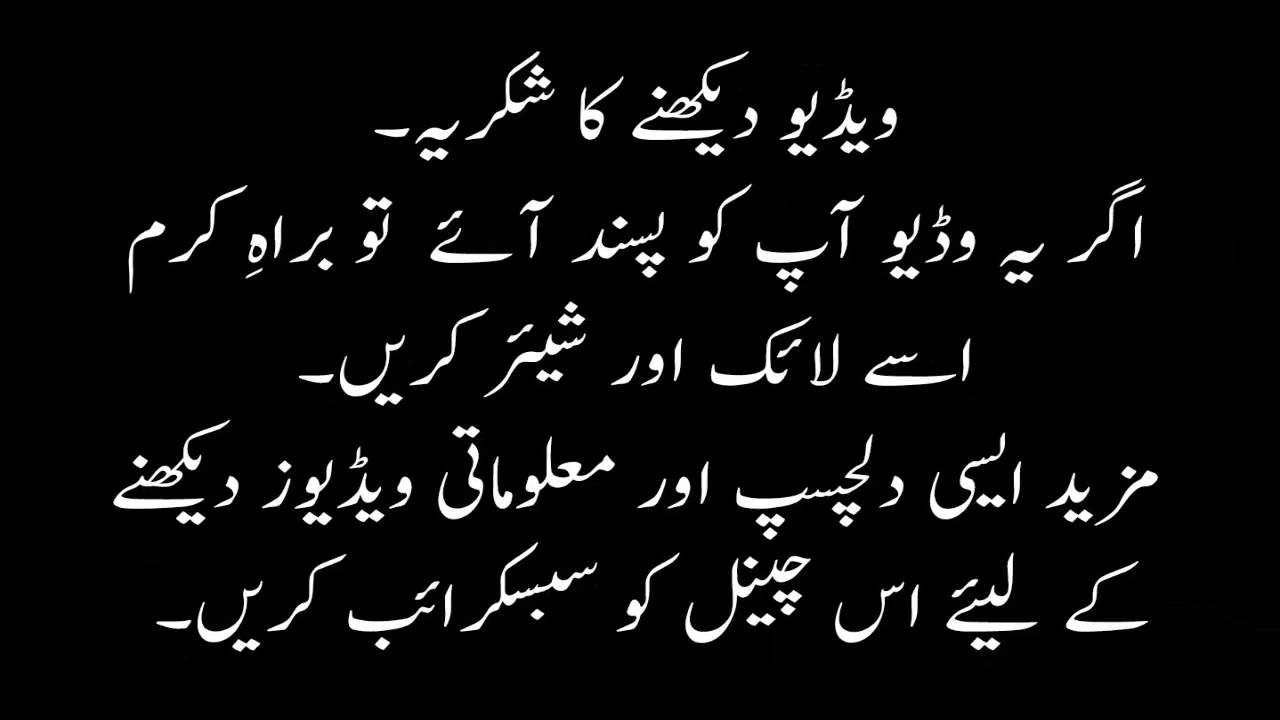 ویڈیو دیکھنے کا شکریہ۔
اگر یہ وڈیو آپ کو پسند آئے تو براہِ کرم
اسے لائک اور شیئر کریں۔
مزید ایسی دلچسپ اور معلوماتی ویڈیوز دیکھنے
کے لیئے اس چینل کو سبسکرائب کریں۔